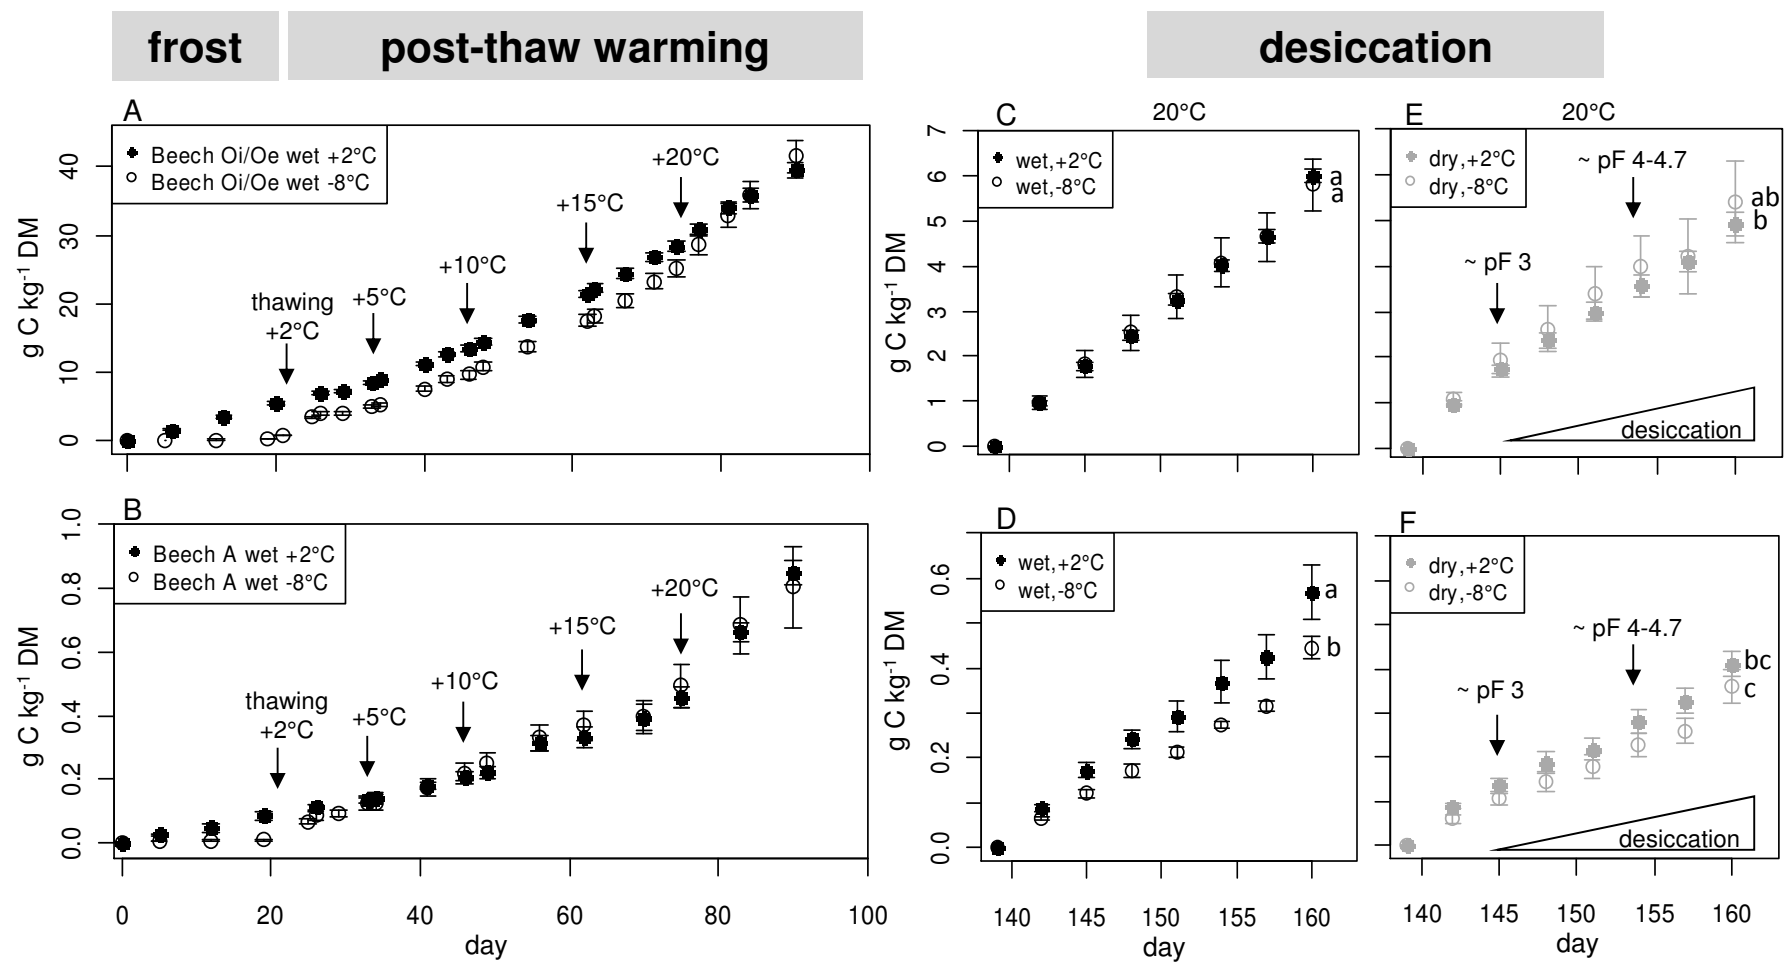 frost
post-thaw warming
desiccation
A
Beech Oi/Oe wet +2°C
Beech Oi/Oe wet -8°C
thawing
+2°C
+5°C
+10°C
+15°C
+20°C
g C kg-1 DM
0
10
20
30
40
B
Beech A wet +2°C
Beech A wet -8°C
thawing
+2°C
+5°C
+10°C
+15°C
+20°C
g C kg-1 DM
0.0
0.2
0.4
0.6
0.8
1.0
0 20 40 60 80 100
day
C
20°C
wet,+2°C
wet,-8°C
a
a
g C kg-1 DM
0
1
2
3
4
5
6
7
D
wet,+2°C
wet,-8°C
a
b
g C kg-1 DM
0.0
0.2
0.4
0.6
140 145 150 155 160
day
E
20°C
dry,+2°C
dry,-8°C
~ pF 3
~ pF 4-4.7
ab
b
desiccation
F
dry,+2°C
dry,-8°C
~ pF 3
~ pF 4-4.7
bc
c
desiccation
140 145 150 155 160
day